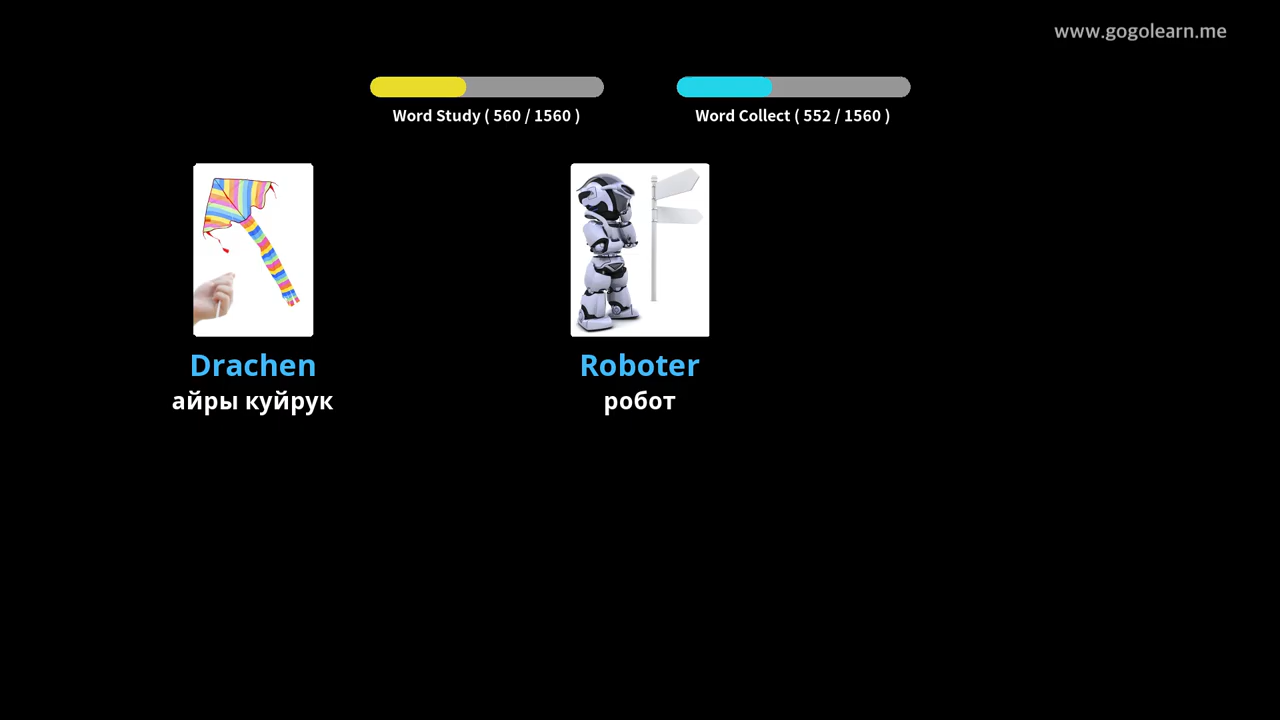 www.gogolearn.me
Word Study ( 560 / 1560 )
Word Collect ( 552 / 1560 )
Drachen
айры куйрук
Roboter
робот